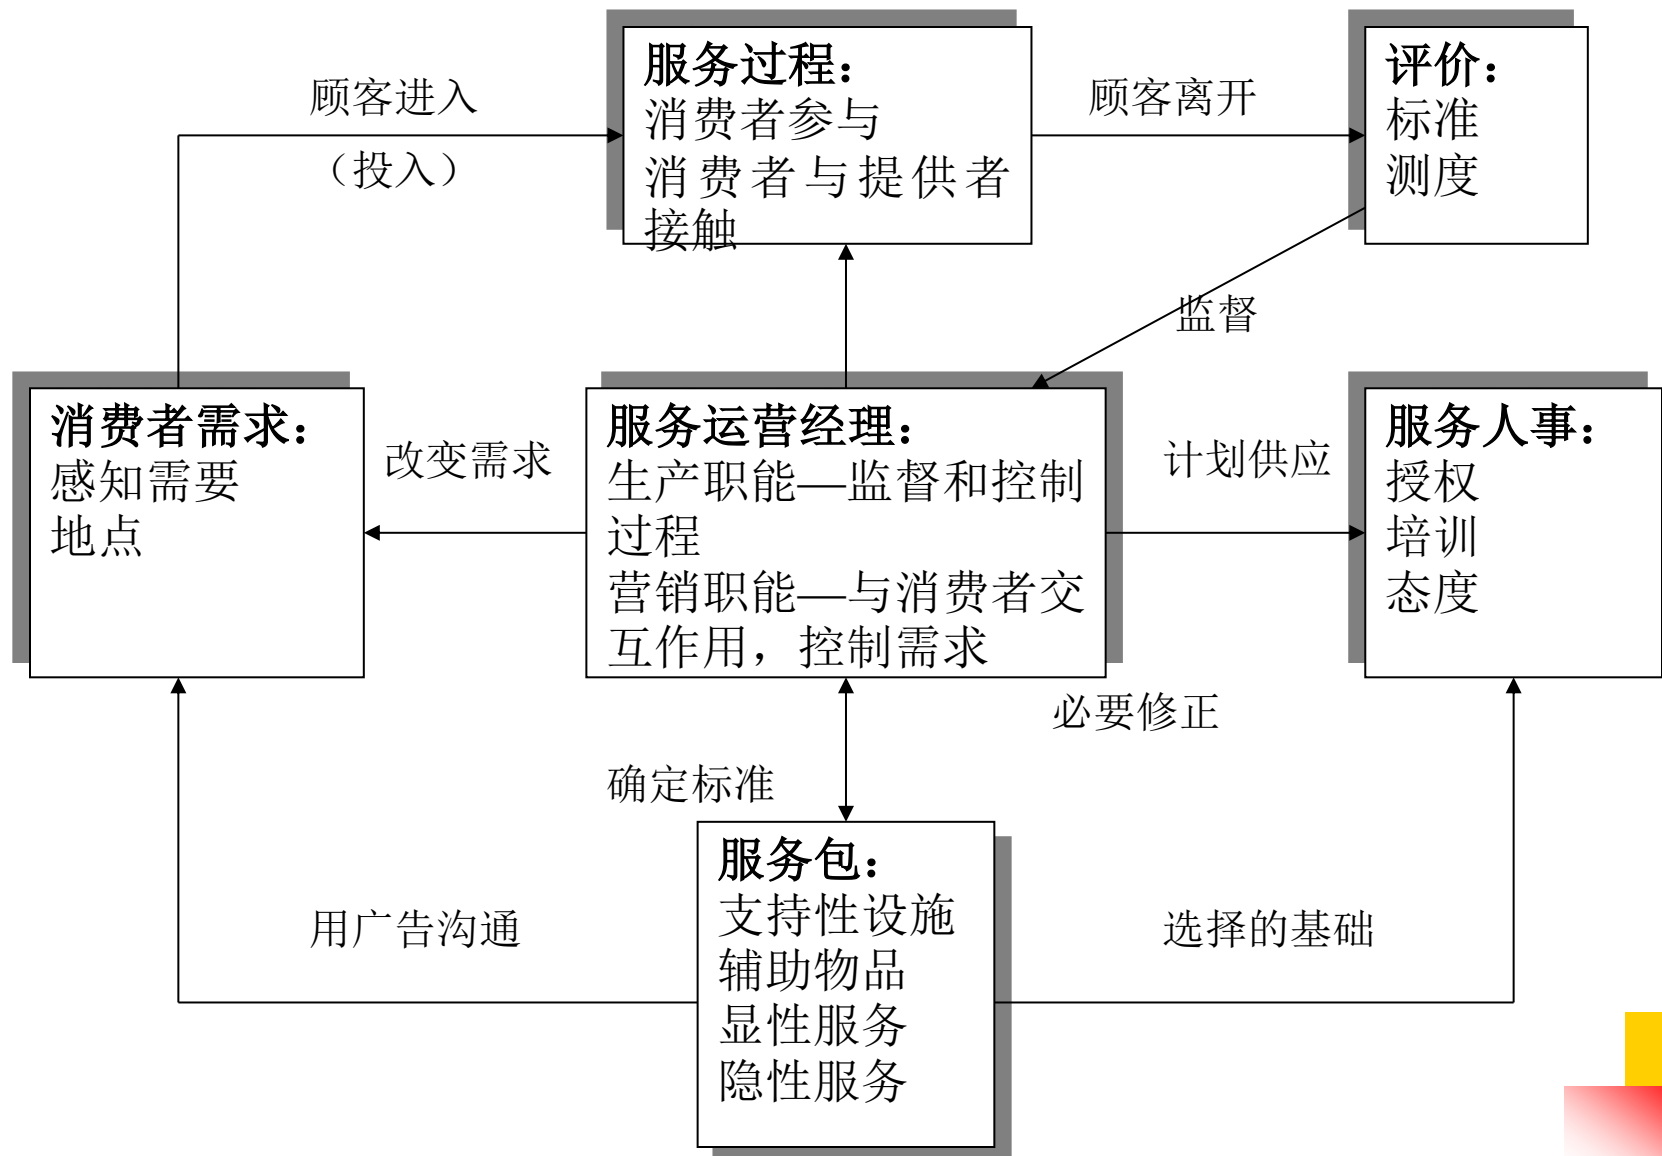 服务过程：
消费者参与
消费者与提供者
接触
顾客进入
（投入）
顾客离开
评价：
标准
测度
监督
消费者需求：
感知需要
地点
改变需求
服务运营经理：
生产职能—监督和控制
过程
营销职能—与消费者交
互作用，控制需求
计划供应
服务人事：
授权
培训
态度
必要修正
确定标准
服务包：
支持性设施
辅助物品
显性服务
隐性服务
用广告沟通
选择的基础